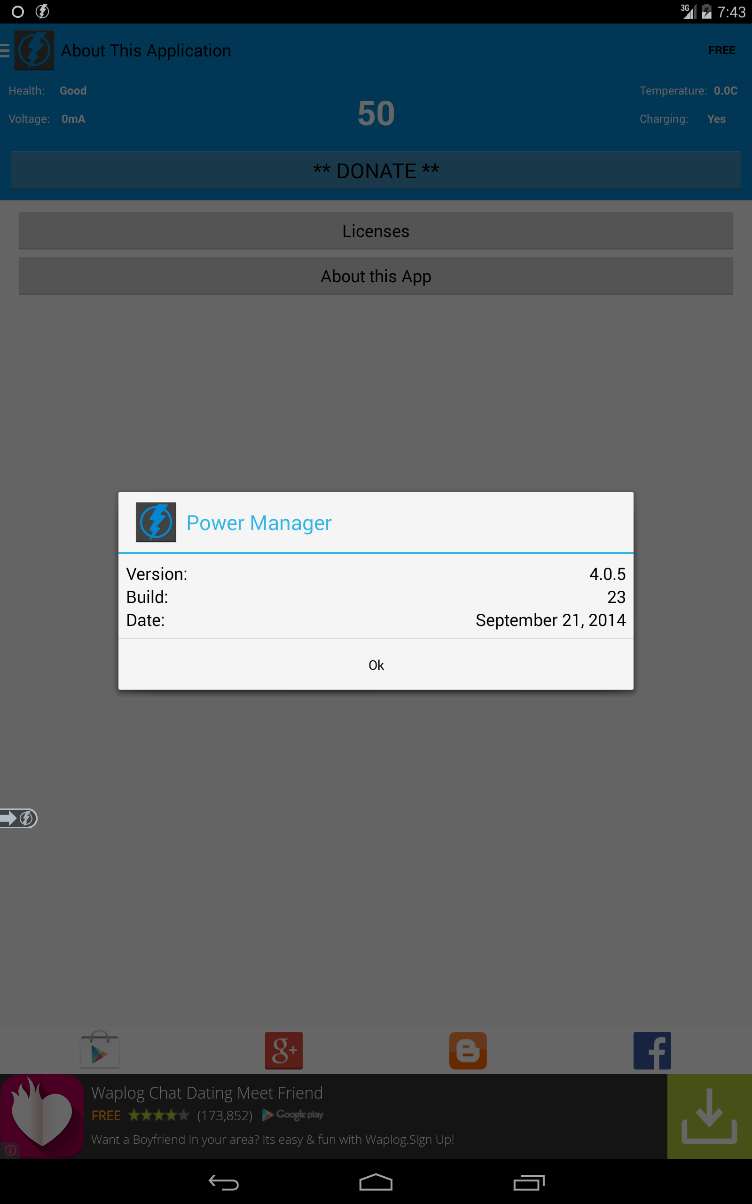 3G 7:43
About This Application FREE
Health: Good Temperature: 0.0C
50
Voltage: 0mA Charging: Yes
** DONATE **
Licenses
About this App
Power Manager
Version: 4.0.5
Build: 23
Date: September 21, 2014
Ok
g+
Waplog Chat Dating Meet Friend
FREE (173,852) Google play
Want a Boyfriend in your area? Its easy & fun with Waplog.Sign Up!